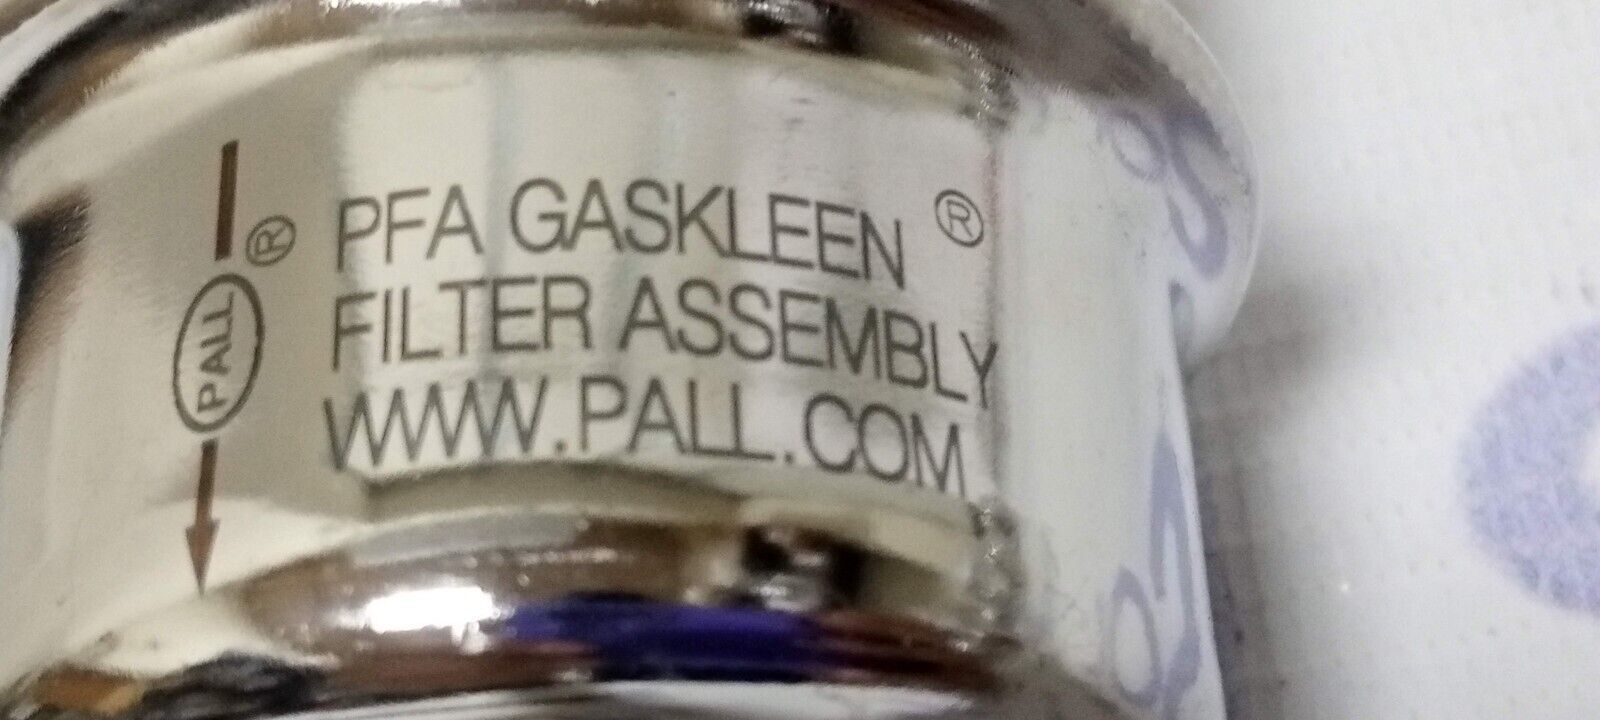 PALL ®
PFA GASKLEEN ®
FILTER ASSEMBLY
WWW.PALL.COM